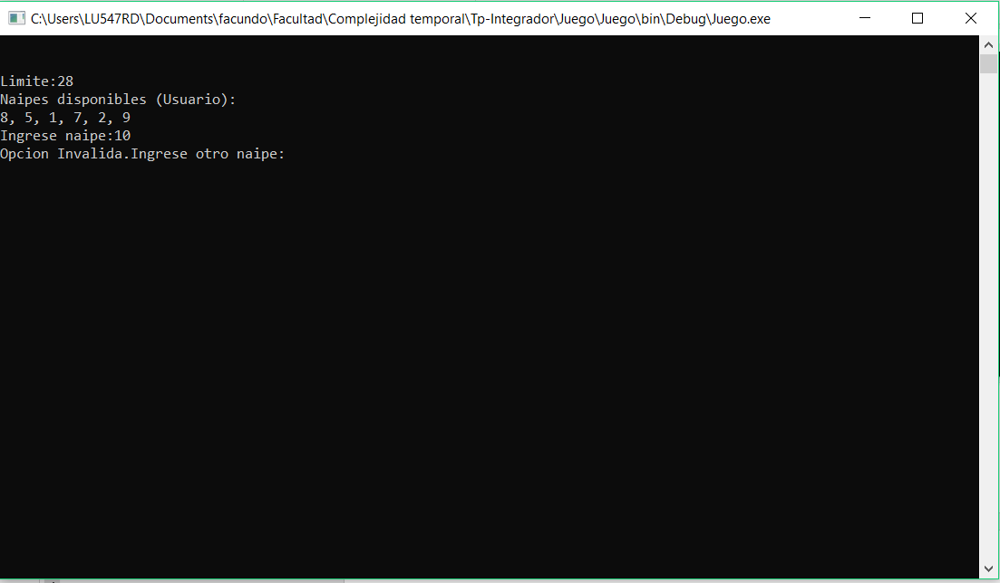 C:\Users\LU547RD\Documents\facundo\Facultad\Complejidad temporal\Tp-Integrador\Juego\Juego\bin\Debug\Juego.exe
Limite:28
Naipes disponibles (Usuario):
8, 5, 1, 7, 2, 9
Ingrese naipe:10
Opcion Invalida.Ingrese otro naipe: